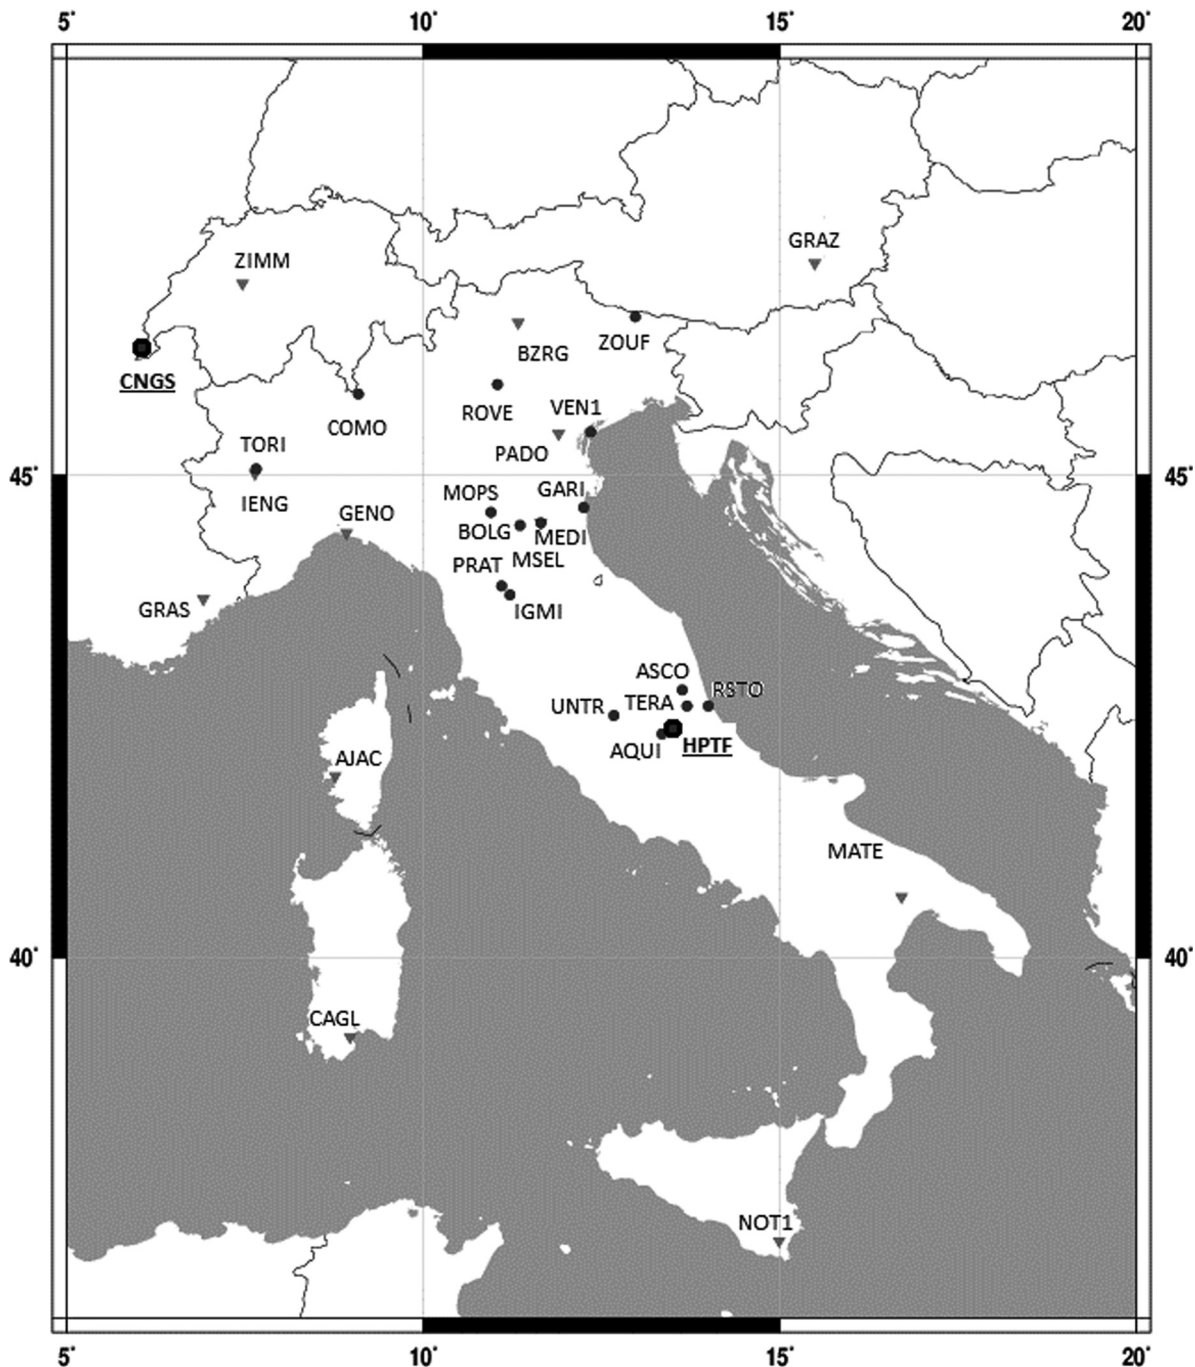 5° 10° 15° 20°
GRAZ
ZIMM
ZOUF
BZRG
CNGS
ROVE
VEN1
COMO
TORI
PADO
45° 45°
GARI
MOPS
IENG
GENO
BOLG
MEDI
MSEL
PRAT
GRAS
IGMI
ASCO
RSTO
UNTR
TERA
HPTF
AQUI
AJAC
MATE
40° 40°
CAGL
NOT1
5° 10° 15° 20°